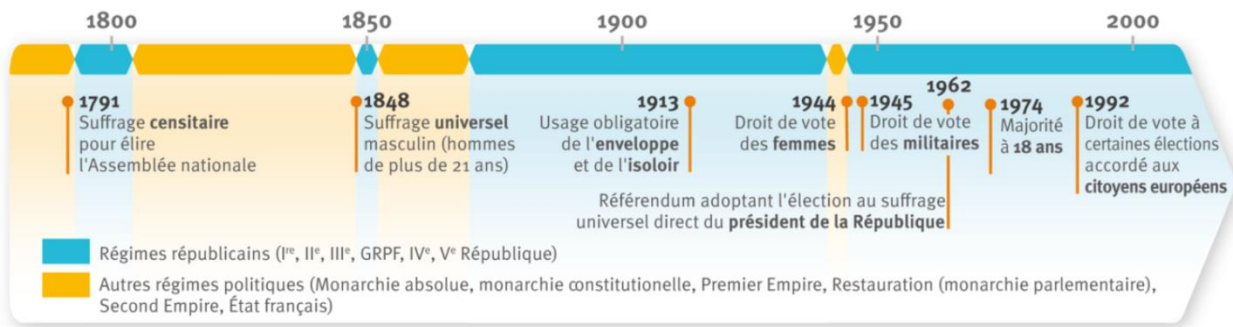 1800
1850
1900
1950
2000
1791
Suffrage censitaire
pour élire
l'Assemblée nationale
1848
Suffrage universel
masculin (hommes
de plus de 21 ans)
1913
Usage obligatoire
de l'enveloppe
et de l'isoloir
1944
Droit de vote
des femmes
1945
Droit de vote
des militaires
1962
Référendum adoptant l'élection au suffrage
universel direct du président de la République
1974
Majorité
à 18 ans
1992
Droit de vote à
certaines élections
accordé aux
citoyens européens
Régimes républicains (Iʳᵉ, IIᵉ, IIIᵉ, GRPF, IVᵉ, Vᵉ République)
Autres régimes politiques (Monarchie absolue, monarchie constitutionelle, Premier Empire, Restauration (monarchie parlementaire),
Second Empire, État français)